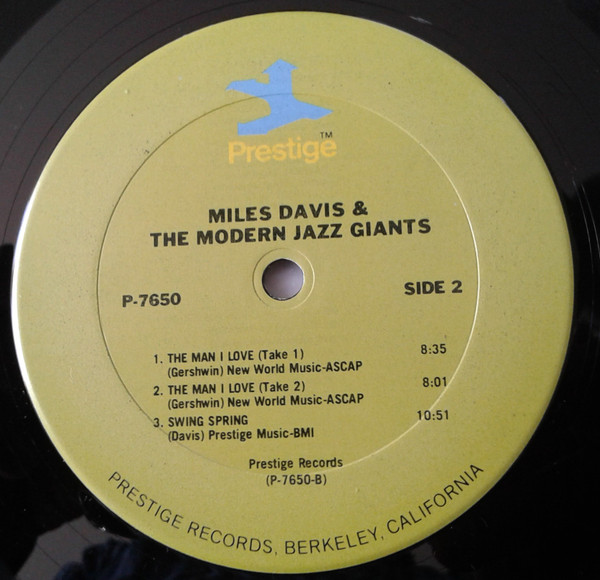 TM
Prestige
MILES DAVIS &
THE MODERN JAZZ GIANTS
P-7650
SIDE 2
1. THE MAN I LOVE (Take 1) 8:35
(Gershwin) New World Music-ASCAP
2. THE MAN I LOVE (Take 2) 8:01
(Gershwin) New World Music-ASCAP
3. SWING SPRING 10:51
(Davis) Prestige Music-BMI
Prestige Records
(P-7650-B)
PRESTIGE RECORDS, BERKELEY, CALIFORNIA